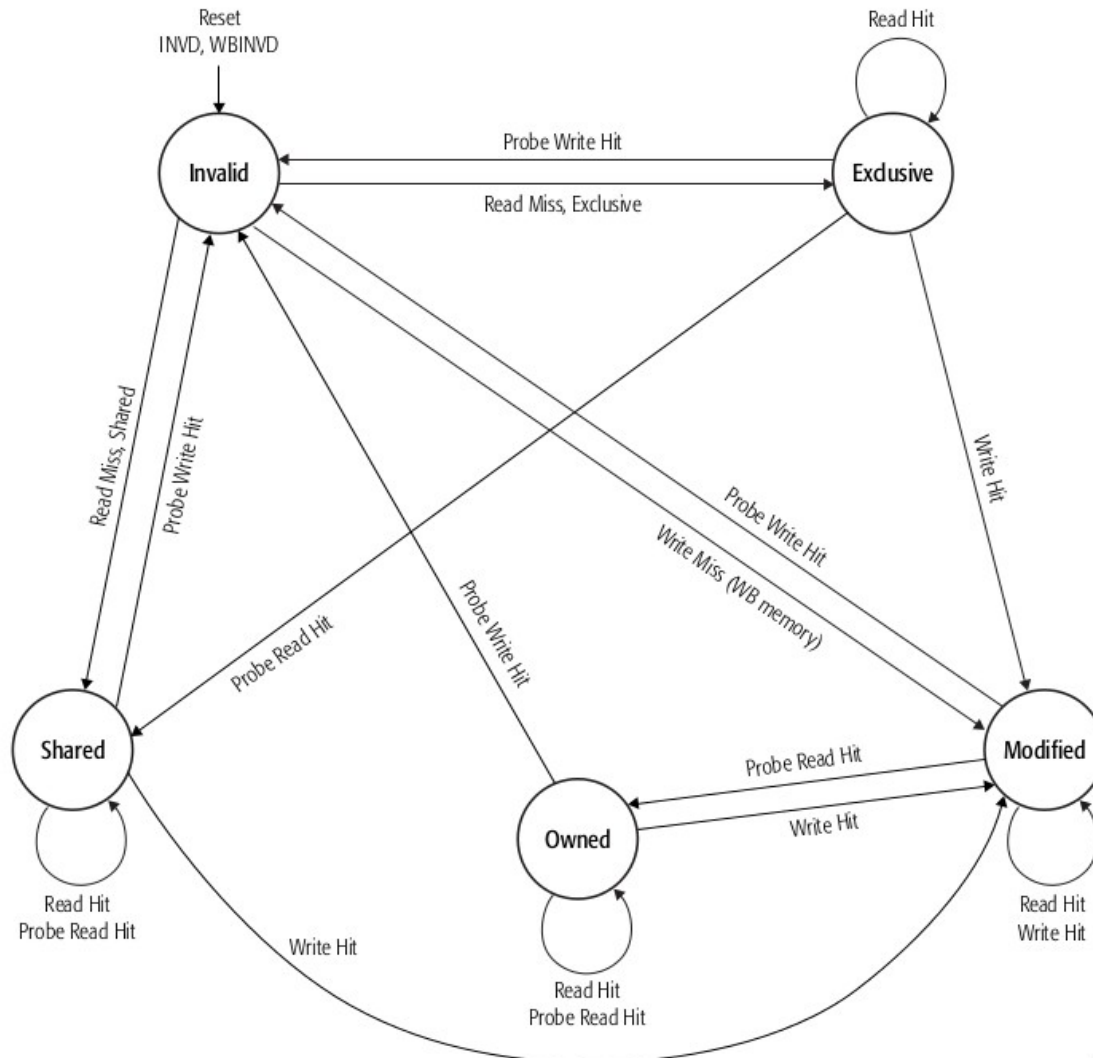 Reset
INVD, WBINVD
Read Hit
Invalid
Probe Write Hit
Exclusive
Read Miss, Exclusive
Read Miss, Shared
Probe Write Hit
Write Hit
Probe Write Hit
Write Miss (WB memory)
Probe Write Hit
Probe Read Hit
Shared
Probe Read Hit
Modified
Owned
Write Hit
Read Hit
Probe Read Hit
Read Hit
Write Hit
Write Hit
Read Hit
Probe Read Hit